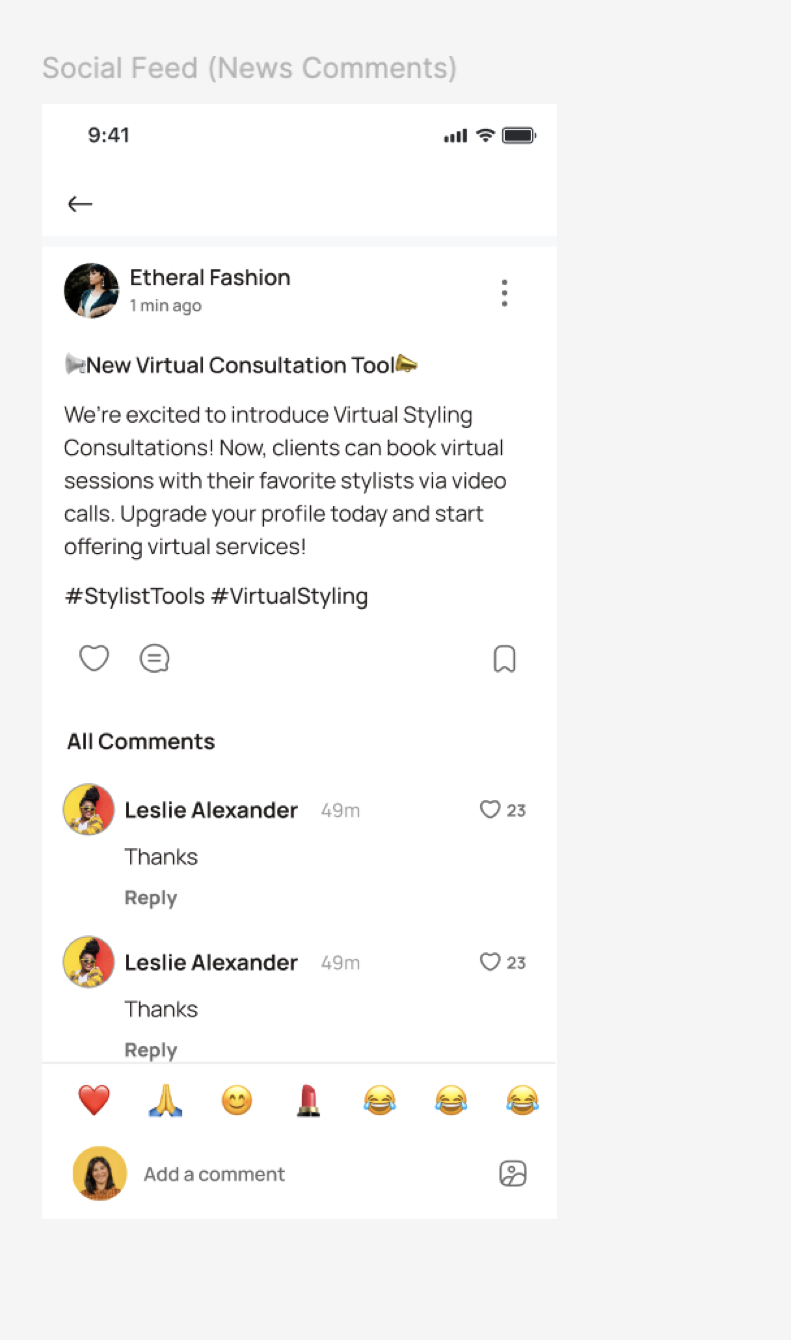 Social Feed (News Comments)
9:41
Etheral Fashion
1 min ago
New Virtual Consultation Tool
We're excited to introduce Virtual Styling
Consultations! Now, clients can book virtual
sessions with their favorite stylists via video
calls. Upgrade your profile today and start
offering virtual services!
#StylistTools #VirtualStyling
All Comments
Leslie Alexander 49m 23
Thanks
Reply
Leslie Alexander 49m 23
Thanks
Reply
Add a comment